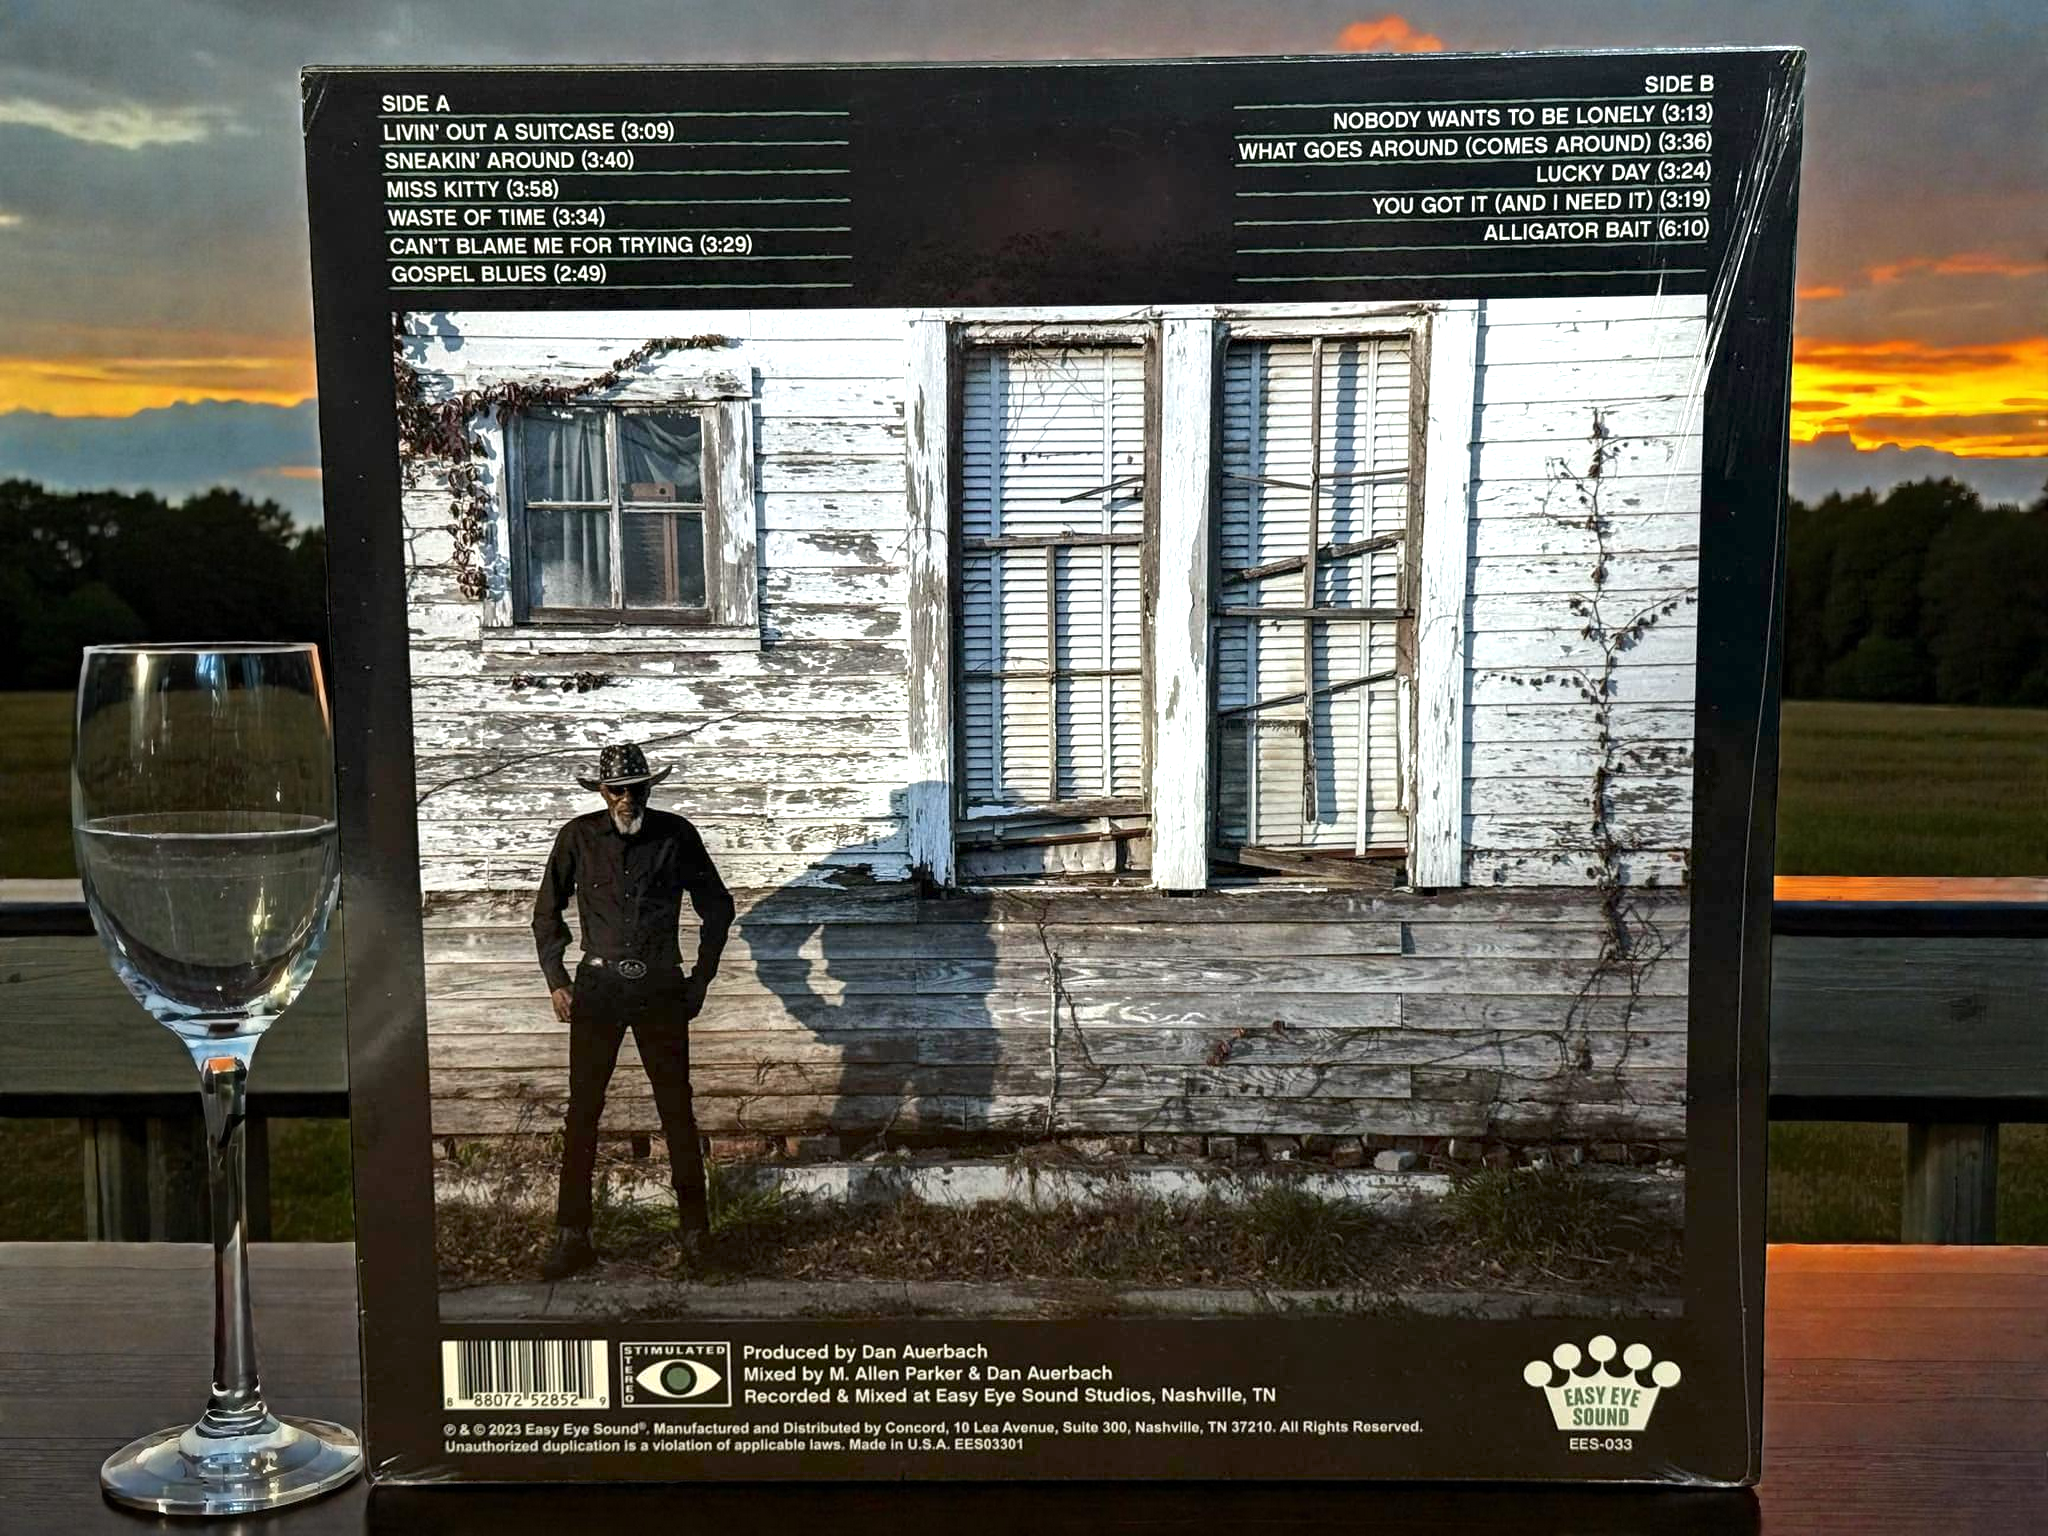 SIDE A
LIVIN' OUT A SUITCASE (3:09)
SNEAKIN' AROUND (3:40)
MISS KITTY (3:58)
WASTE OF TIME (3:34)
CAN'T BLAME ME FOR TRYING (3:29)
GOSPEL BLUES (2:49)
SIDE B
NOBODY WANTS TO BE LONELY (3:13)
WHAT GOES AROUND (COMES AROUND) (3:36)
LUCKY DAY (3:24)
YOU GOT IT (AND I NEED IT) (3:19)
ALLIGATOR BAIT (6:10)
8 88072 52852 9
STIMULATED
STEREO
Produced by Dan Auerbach
Mixed by M. Allen Parker & Dan Auerbach
Recorded & Mixed at Easy Eye Sound Studios, Nashville, TN
℗ & © 2023 Easy Eye Sound®. Manufactured and Distributed by Concord, 10 Lea Avenue, Suite 300, Nashville, TN 37210. All Rights Reserved.
Unauthorized duplication is a violation of applicable laws. Made in U.S.A. EES03301
EASY EYE
SOUND
EES-033